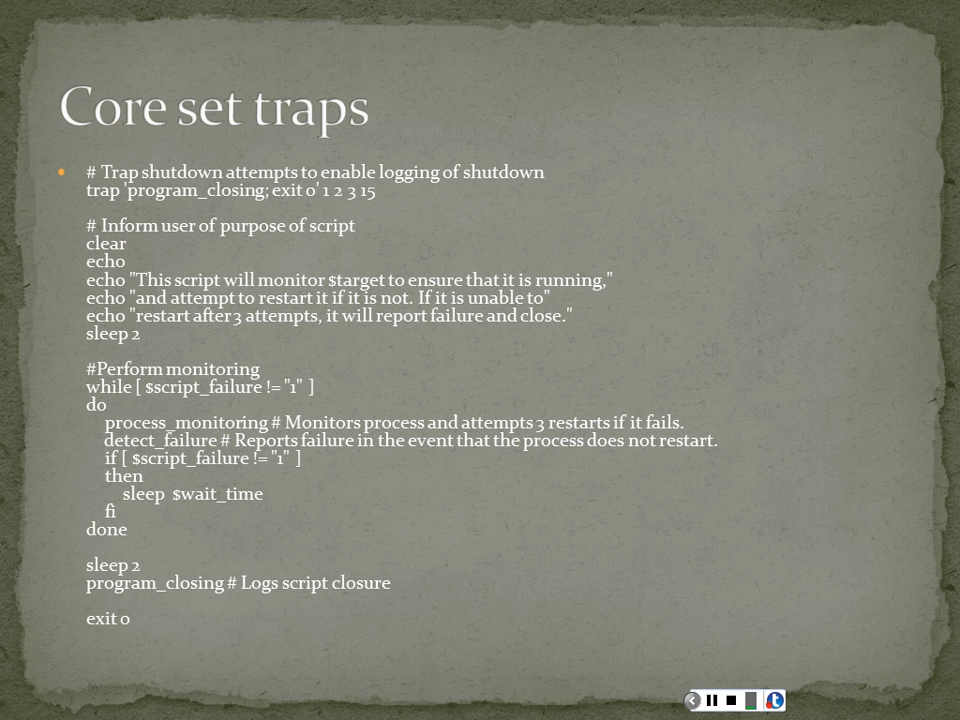 Core set traps
# Trap shutdown attempts to enable logging of shutdown
trap 'program_closing; exit 0' 1 2 3 15
# Inform user of purpose of script
clear
echo
echo "This script will monitor $target to ensure that it is running,"
echo "and attempt to restart it if it is not. If it is unable to"
echo "restart after 3 attempts, it will report failure and close."
sleep 2
#Perform monitoring
while [ $script_failure != "1" ]
do
process_monitoring # Monitors process and attempts 3 restarts if it fails.
detect_failure # Reports failure in the event that the process does not restart.
if [ $script_failure != "1" ]
then
sleep $wait_time
fi
done
sleep 2
program_closing # Logs script closure
exit 0